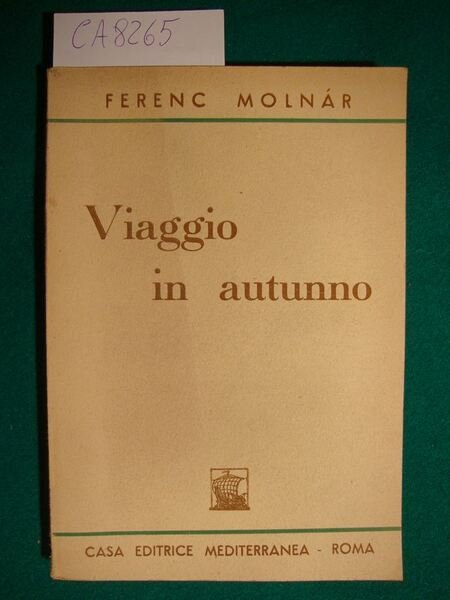 CA8265
FERENC MOLNÁR
Viaggio
in autunno
CASA EDITRICE MEDITERRANEA - ROMA